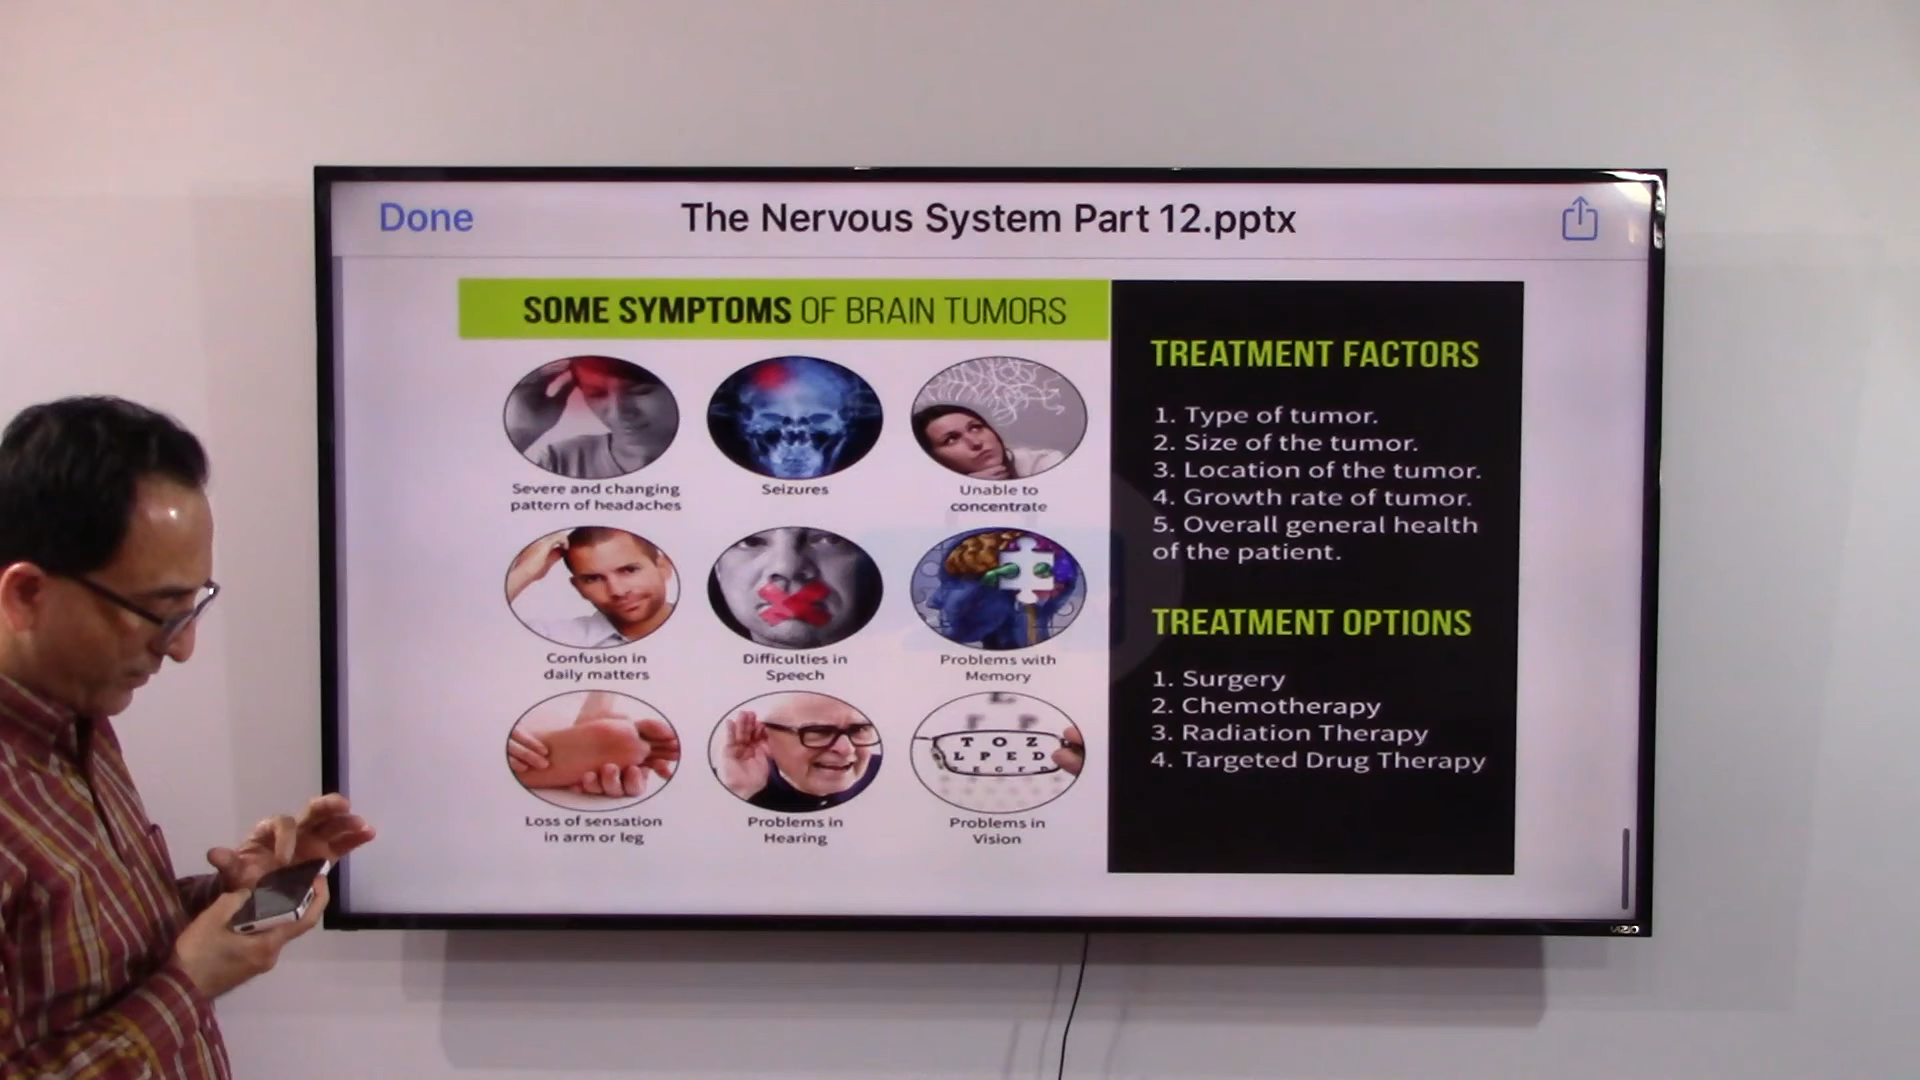 Done
The Nervous System Part 12.pptx
SOME SYMPTOMS OF BRAIN TUMORS
Severe and changing
pattern of headaches
Seizures
Unable to
concentrate
Confusion in
daily matters
Difficulties in
Speech
Problems with
Memory
T O Z
L P E D
Loss of sensation
in arm or leg
Problems in
Hearing
Problems in
Vision
TREATMENT FACTORS
1. Type of tumor.
2. Size of the tumor.
3. Location of the tumor.
4. Growth rate of tumor.
5. Overall general health
of the patient.
TREATMENT OPTIONS
1. Surgery
2. Chemotherapy
3. Radiation Therapy
4. Targeted Drug Therapy
VIZIO